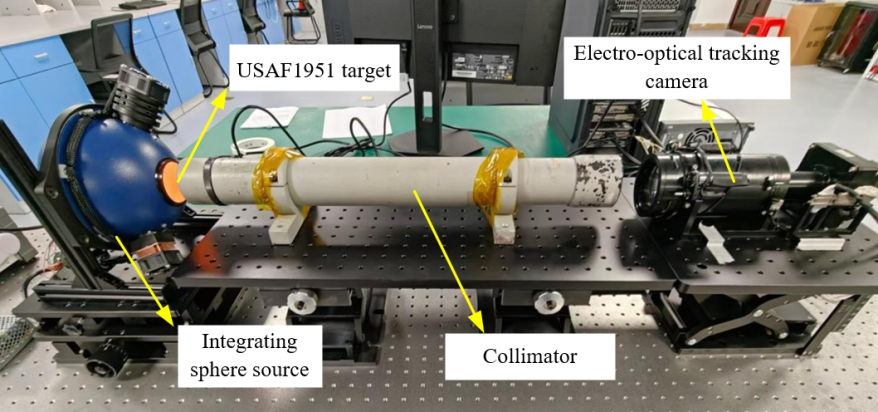 USAF1951 target
Electro-optical tracking
camera
Lenovo
Integrating
sphere source
Collimator